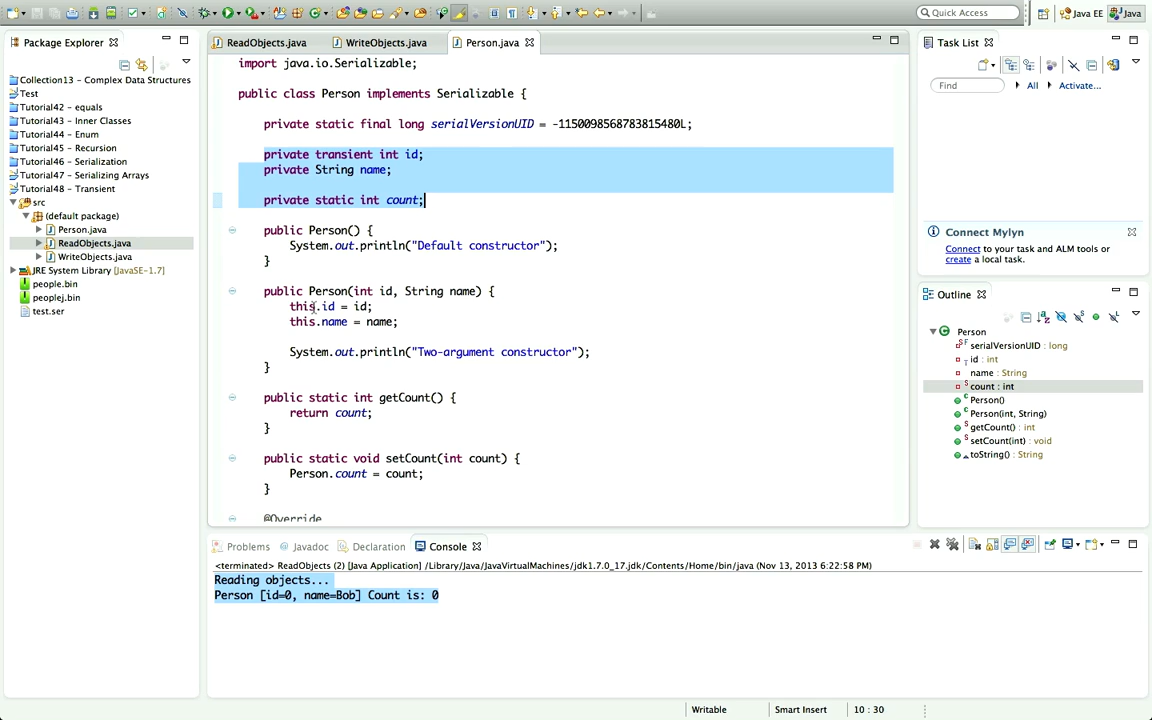 Quick Access
Java EE
Java
Package Explorer
Collection13 - Complex Data Structures
Test
Tutorial42 - equals
Tutorial43 - Inner Classes
Tutorial44 - Enum
Tutorial45 - Recursion
Tutorial46 - Serialization
Tutorial47 - Serializing Arrays
Tutorial48 - Transient
src
(default package)
Person.java
ReadObjects.java
WriteObjects.java
JRE System Library [JavaSE-1.7]
people.bin
peoplej.bin
test.ser
ReadObjects.java
WriteObjects.java
Person.java
import java.io.Serializable;
public class Person implements Serializable {
private static final long serialVersionUID = -1150098568783815480L;
private transient int id;
private String name;
private static int count;
public Person() {
System.out.println("Default constructor");
}
public Person(int id, String name) {
this.id = id;
this.name = name;
System.out.println("Two-argument constructor");
}
public static int getCount() {
return count;
}
public static void setCount(int count) {
Person.count = count;
}
@Override
Task List
Find
All
Activate...
Connect Mylyn
Connect to your task and ALM tools or
create a local task.
Outline
Person
serialVersionUID : long
id : int
name : String
count : int
Person()
Person(int, String)
getCount() : int
setCount(int) : void
toString() : String
Problems
Javadoc
Declaration
Console
<terminated> ReadObjects (2) [Java Application] /Library/Java/JavaVirtualMachines/jdk1.7.0_17.jdk/Contents/Home/bin/java (Nov 13, 2013 6:22:58 PM)
Reading objects...
Person [id=0, name=Bob] Count is: 0
Writable
Smart Insert
10 : 30